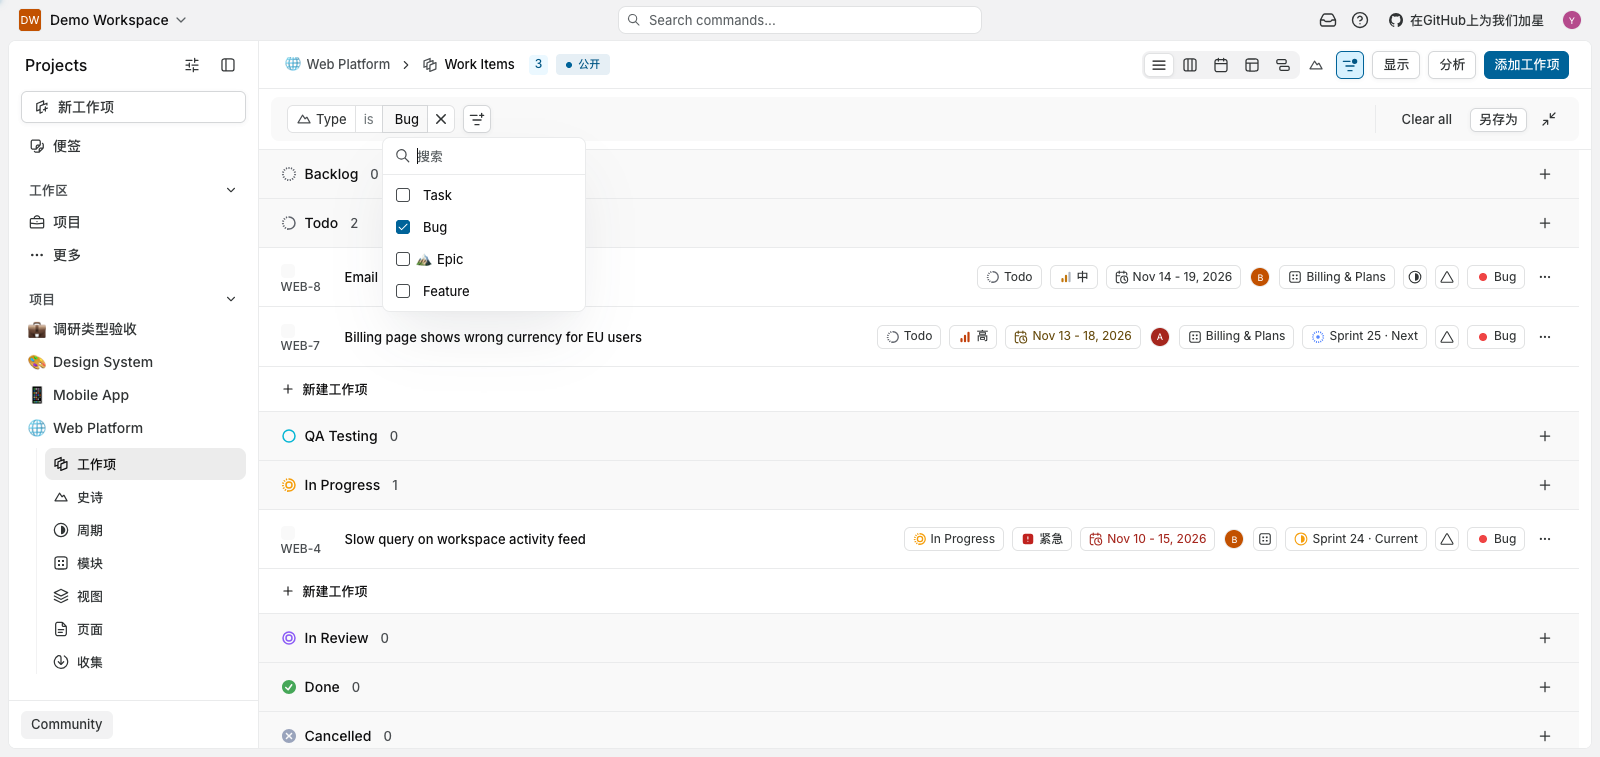 DW Demo Workspace
Search commands...
在GitHub上为我们加星
Y
Projects
新工作项
便签
工作区
项目
更多
项目
调研类型验收
Design System
Mobile App
Web Platform
工作项
史诗
周期
模块
视图
页面
收集
Community
Web Platform
Work Items
3
公开
显示
分析
添加工作项
Type is Bug
Clear all
另存为
搜索
Task
Bug
Epic
Feature
Backlog 0
Todo 2
WEB-8 Email
Todo 中 Nov 14 - 19, 2026 B Billing & Plans Bug
WEB-7 Billing page shows wrong currency for EU users
Todo 高 Nov 13 - 18, 2026 A Billing & Plans Sprint 25 · Next Bug
新建工作项
QA Testing 0
In Progress 1
WEB-4 Slow query on workspace activity feed
In Progress 紧急 Nov 10 - 15, 2026 B Sprint 24 · Current Bug
新建工作项
In Review 0
Done 0
Cancelled 0